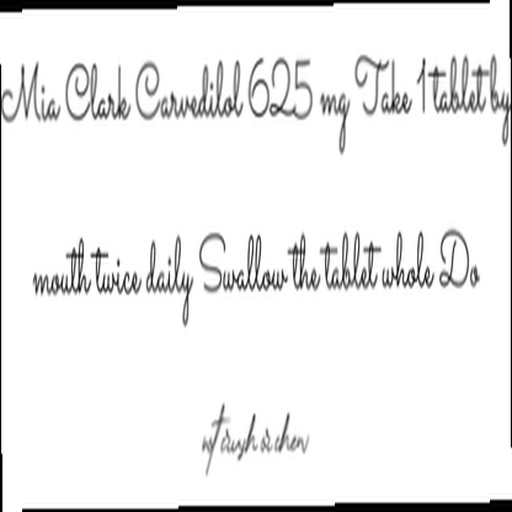 Mia Clark Carvedilol 625 mg Take 1 tablet by
mouth twice daily Swallow the tablet whole Do